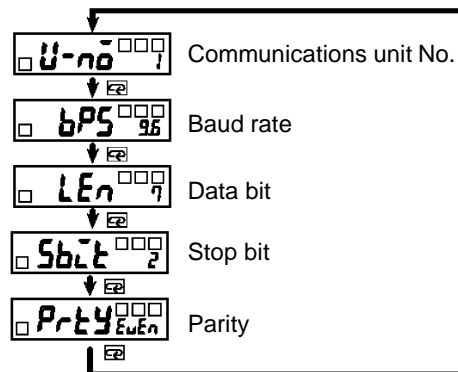 U-no 1 Communications unit No.
bPS 9.6 Baud rate
LEn 7 Data bit
Sbit 2 Stop bit
PrtY EuEn Parity